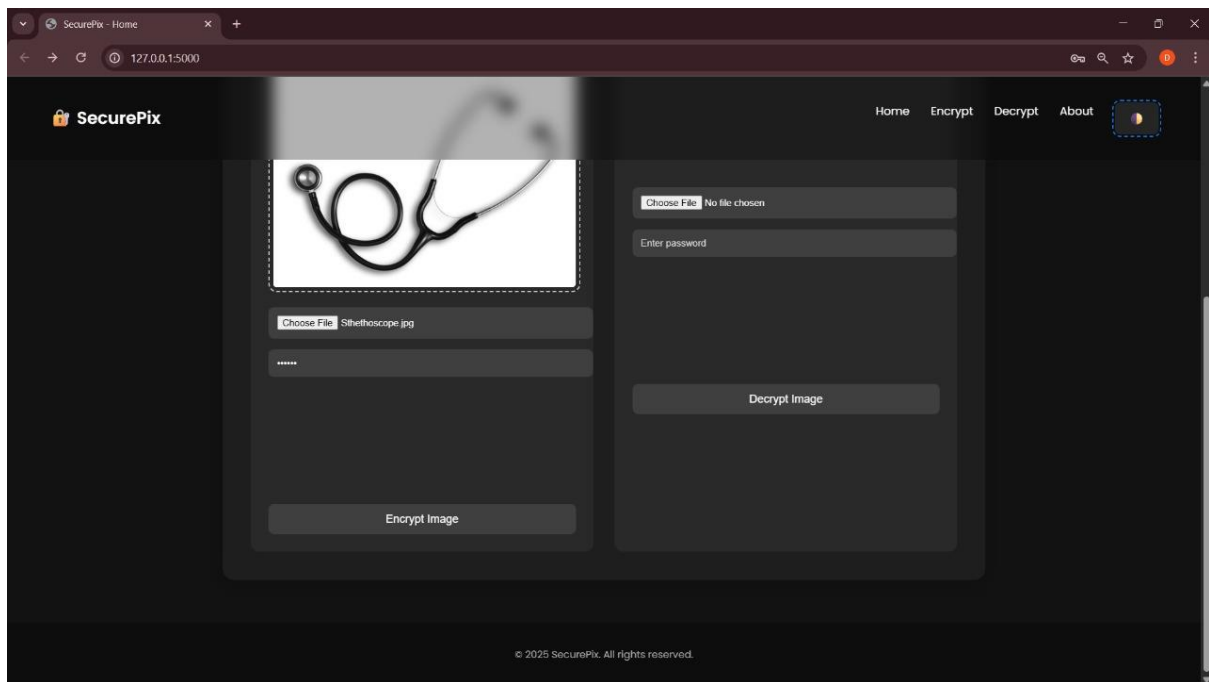 SecurePix - Home
127.0.0.1:5000
D
🔐 SecurePix
Home Encrypt Decrypt About
Choose File Sthethoscope.jpg
••••••
Encrypt Image
Choose File No file chosen
Enter password
Decrypt Image
© 2025 SecurePix. All rights reserved.